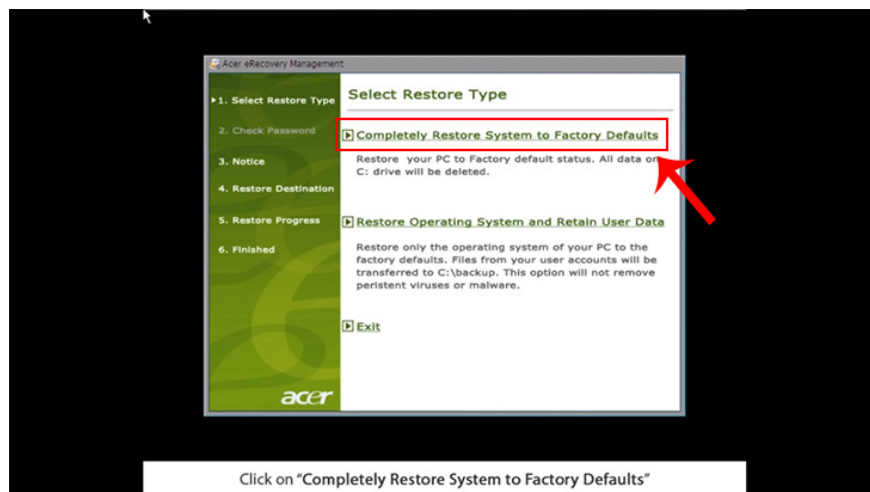 Acer eRecovery Management
1. Select Restore Type
2. Check Password
3. Notice
4. Restore Destination
5. Restore Progress
6. Finished
acer
Select Restore Type
Completely Restore System to Factory Defaults
Restore your PC to Factory default status. All data on
C: drive will be deleted.
Restore Operating System and Retain User Data
Restore only the operating system of your PC to the
factory defaults. Files from your user accounts will be
transferred to C:\backup. This option will not remove
peristent viruses or malware.
Exit
Click on "Completely Restore System to Factory Defaults"